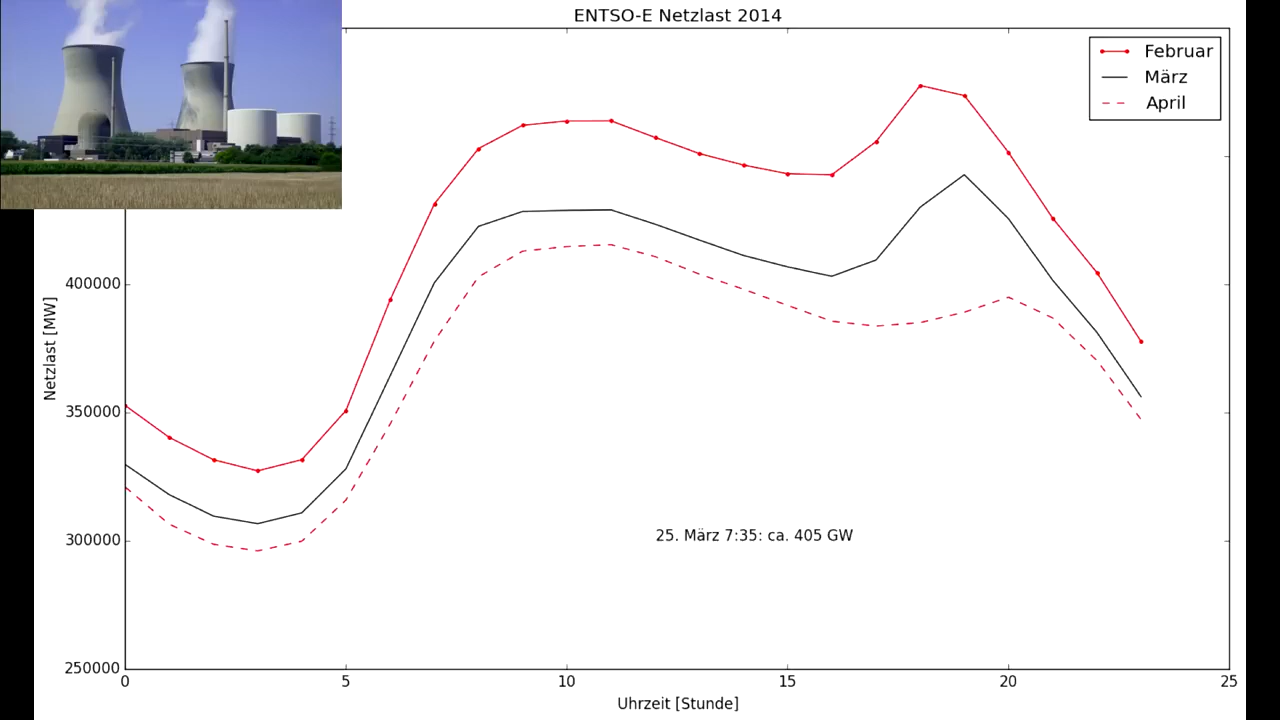 ENTSO-E Netzlast 2014
Februar
März
April
400000
350000
300000
250000
Netzlast [MW]
25. März 7:35: ca. 405 GW
0 5 10 15 20 25
Uhrzeit [Stunde]